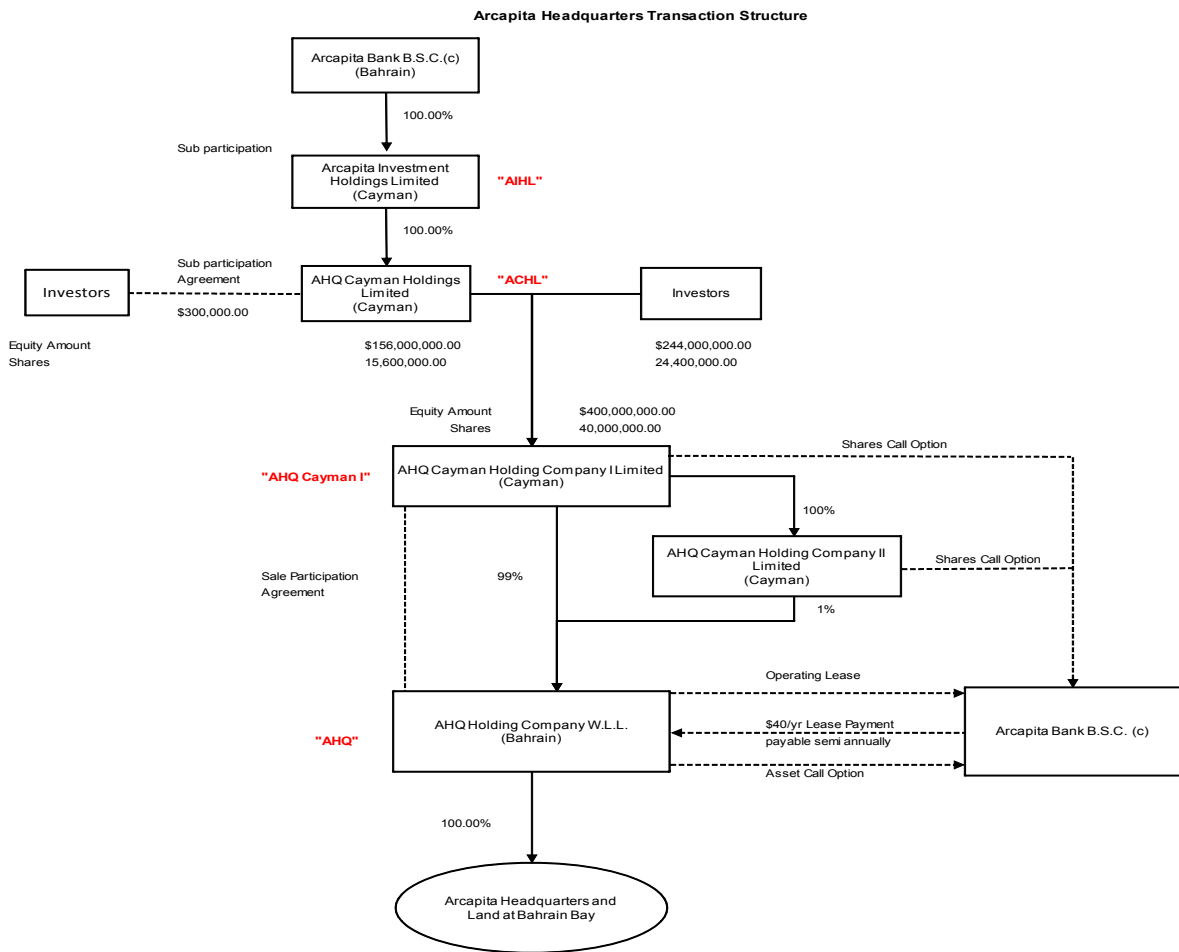 Arcapita Headquarters Transaction Structure
Arcapita Bank B.S.C.(c)
(Bahrain)
100.00%
Sub participation
Arcapita Investment
Holdings Limited
(Cayman)
"AIHL"
100.00%
Investors
Sub participation
Agreement
$300,000.00
AHQ Cayman Holdings
Limited
(Cayman)
"ACHL"
Investors
Equity Amount
Shares
$156,000,000.00
15,600,000.00
$244,000,000.00
24,400,000.00
Equity Amount
Shares
$400,000,000.00
40,000,000.00
"AHQ Cayman I"
AHQ Cayman Holding Company I Limited
(Cayman)
Shares Call Option
100%
AHQ Cayman Holding Company II
Limited
(Cayman)
Shares Call Option
Sale Participation
Agreement
99%
1%
"AHQ"
AHQ Holding Company W.L.L.
(Bahrain)
Operating Lease
$40/yr Lease Payment
payable semi annually
Asset Call Option
Arcapita Bank B.S.C. (c)
100.00%
Arcapita Headquarters and
Land at Bahrain Bay